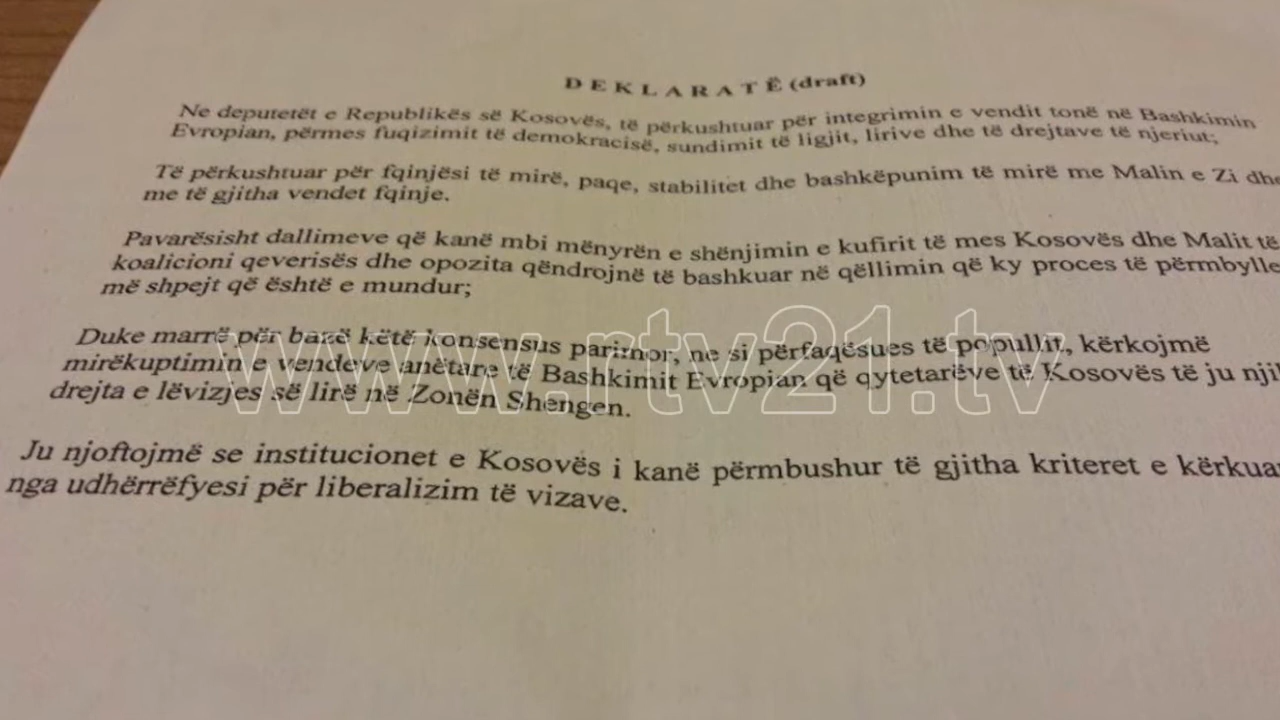 DEKLARATË (draft)
Ne deputetët e Republikës së Kosovës, të përkushtuar për integrimin e vendit tonë në Bashkimin
Evropian, përmes fuqizimit të demokracisë, sundimit të ligjit, lirive dhe të drejtave të njeriut;
Të përkushtuar për fqinjësi të mirë, paqe, stabilitet dhe bashkëpunim të mirë me Malin e Zi dhe
me të gjitha vendet fqinje.
Pavarësisht dallimeve që kanë mbi mënyrën e shënjimin e kufirit të mes Kosovës dhe Malit të
koalicioni qeverisës dhe opozita qëndrojnë të bashkuar në qëllimin që ky proces të përmbylle
më shpejt që është e mundur;
Duke marrë për bazë këtë konsensus parimor, ne si përfaqësues të popullit, kërkojmë
mirëkuptimin e vendeve anëtare të Bashkimit Evropian që qytetarëve të Kosovës të ju
drejta e lëvizjes së lirë në Zonën Shengen.
Ju njoftojmë se institucionet e Kosovës i kanë përmbushur të gjitha kriteret e
nga udhërrëfyesi për liberalizim të vizave.
www.rtv21.tv